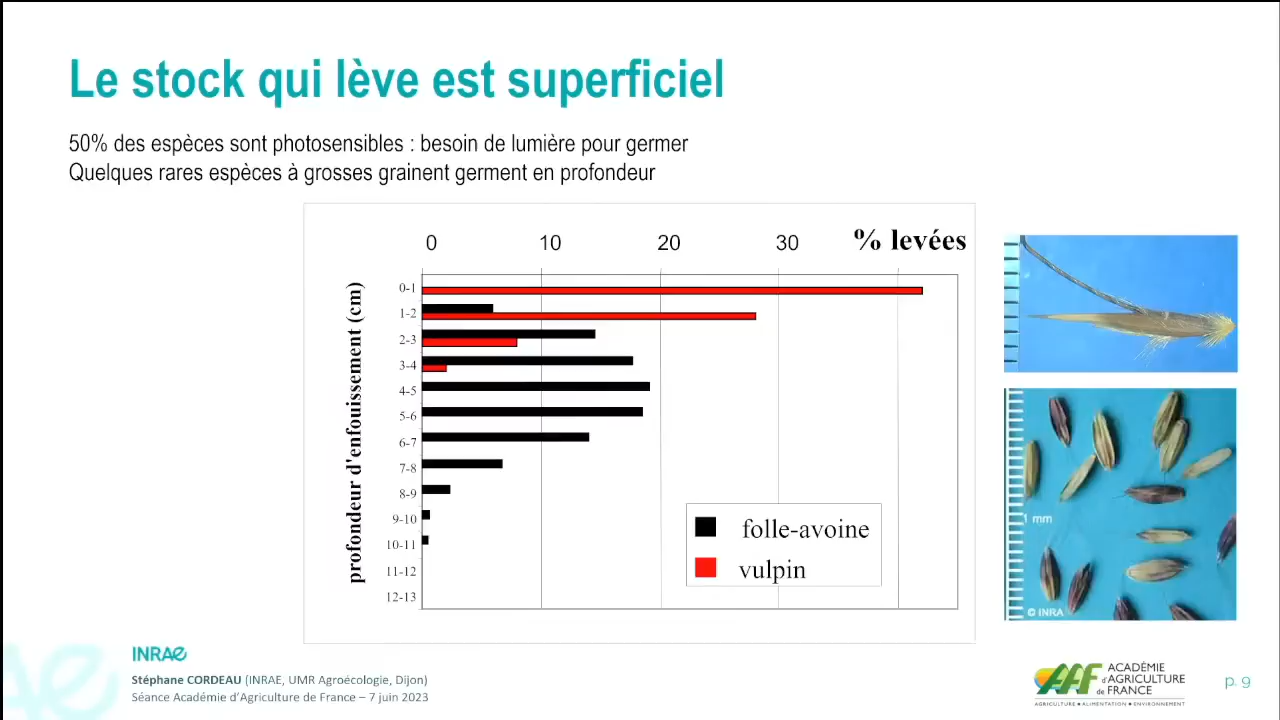 Le stock qui lève est superficiel
50% des espèces sont photosensibles : besoin de lumière pour germer
Quelques rares espèces à grosses grainent germent en profondeur
0 10 20 30 % levées
profondeur d'enfouissement (cm)
0-1
1-2
2-3
3-4
4-5
5-6
6-7
7-8
8-9
9-10
10-11
11-12
12-13
folle-avoine
vulpin
1 mm
© INRA
INRAE
Stéphane CORDEAU (INRAE, UMR Agroécologie, Dijon)
Séance Académie d'Agriculture de France – 7 juin 2023
AAF
ACADÉMIE
d'AGRICULTURE
de FRANCE
AGRICULTURE • ALIMENTATION • ENVIRONNEMENT
p. 9